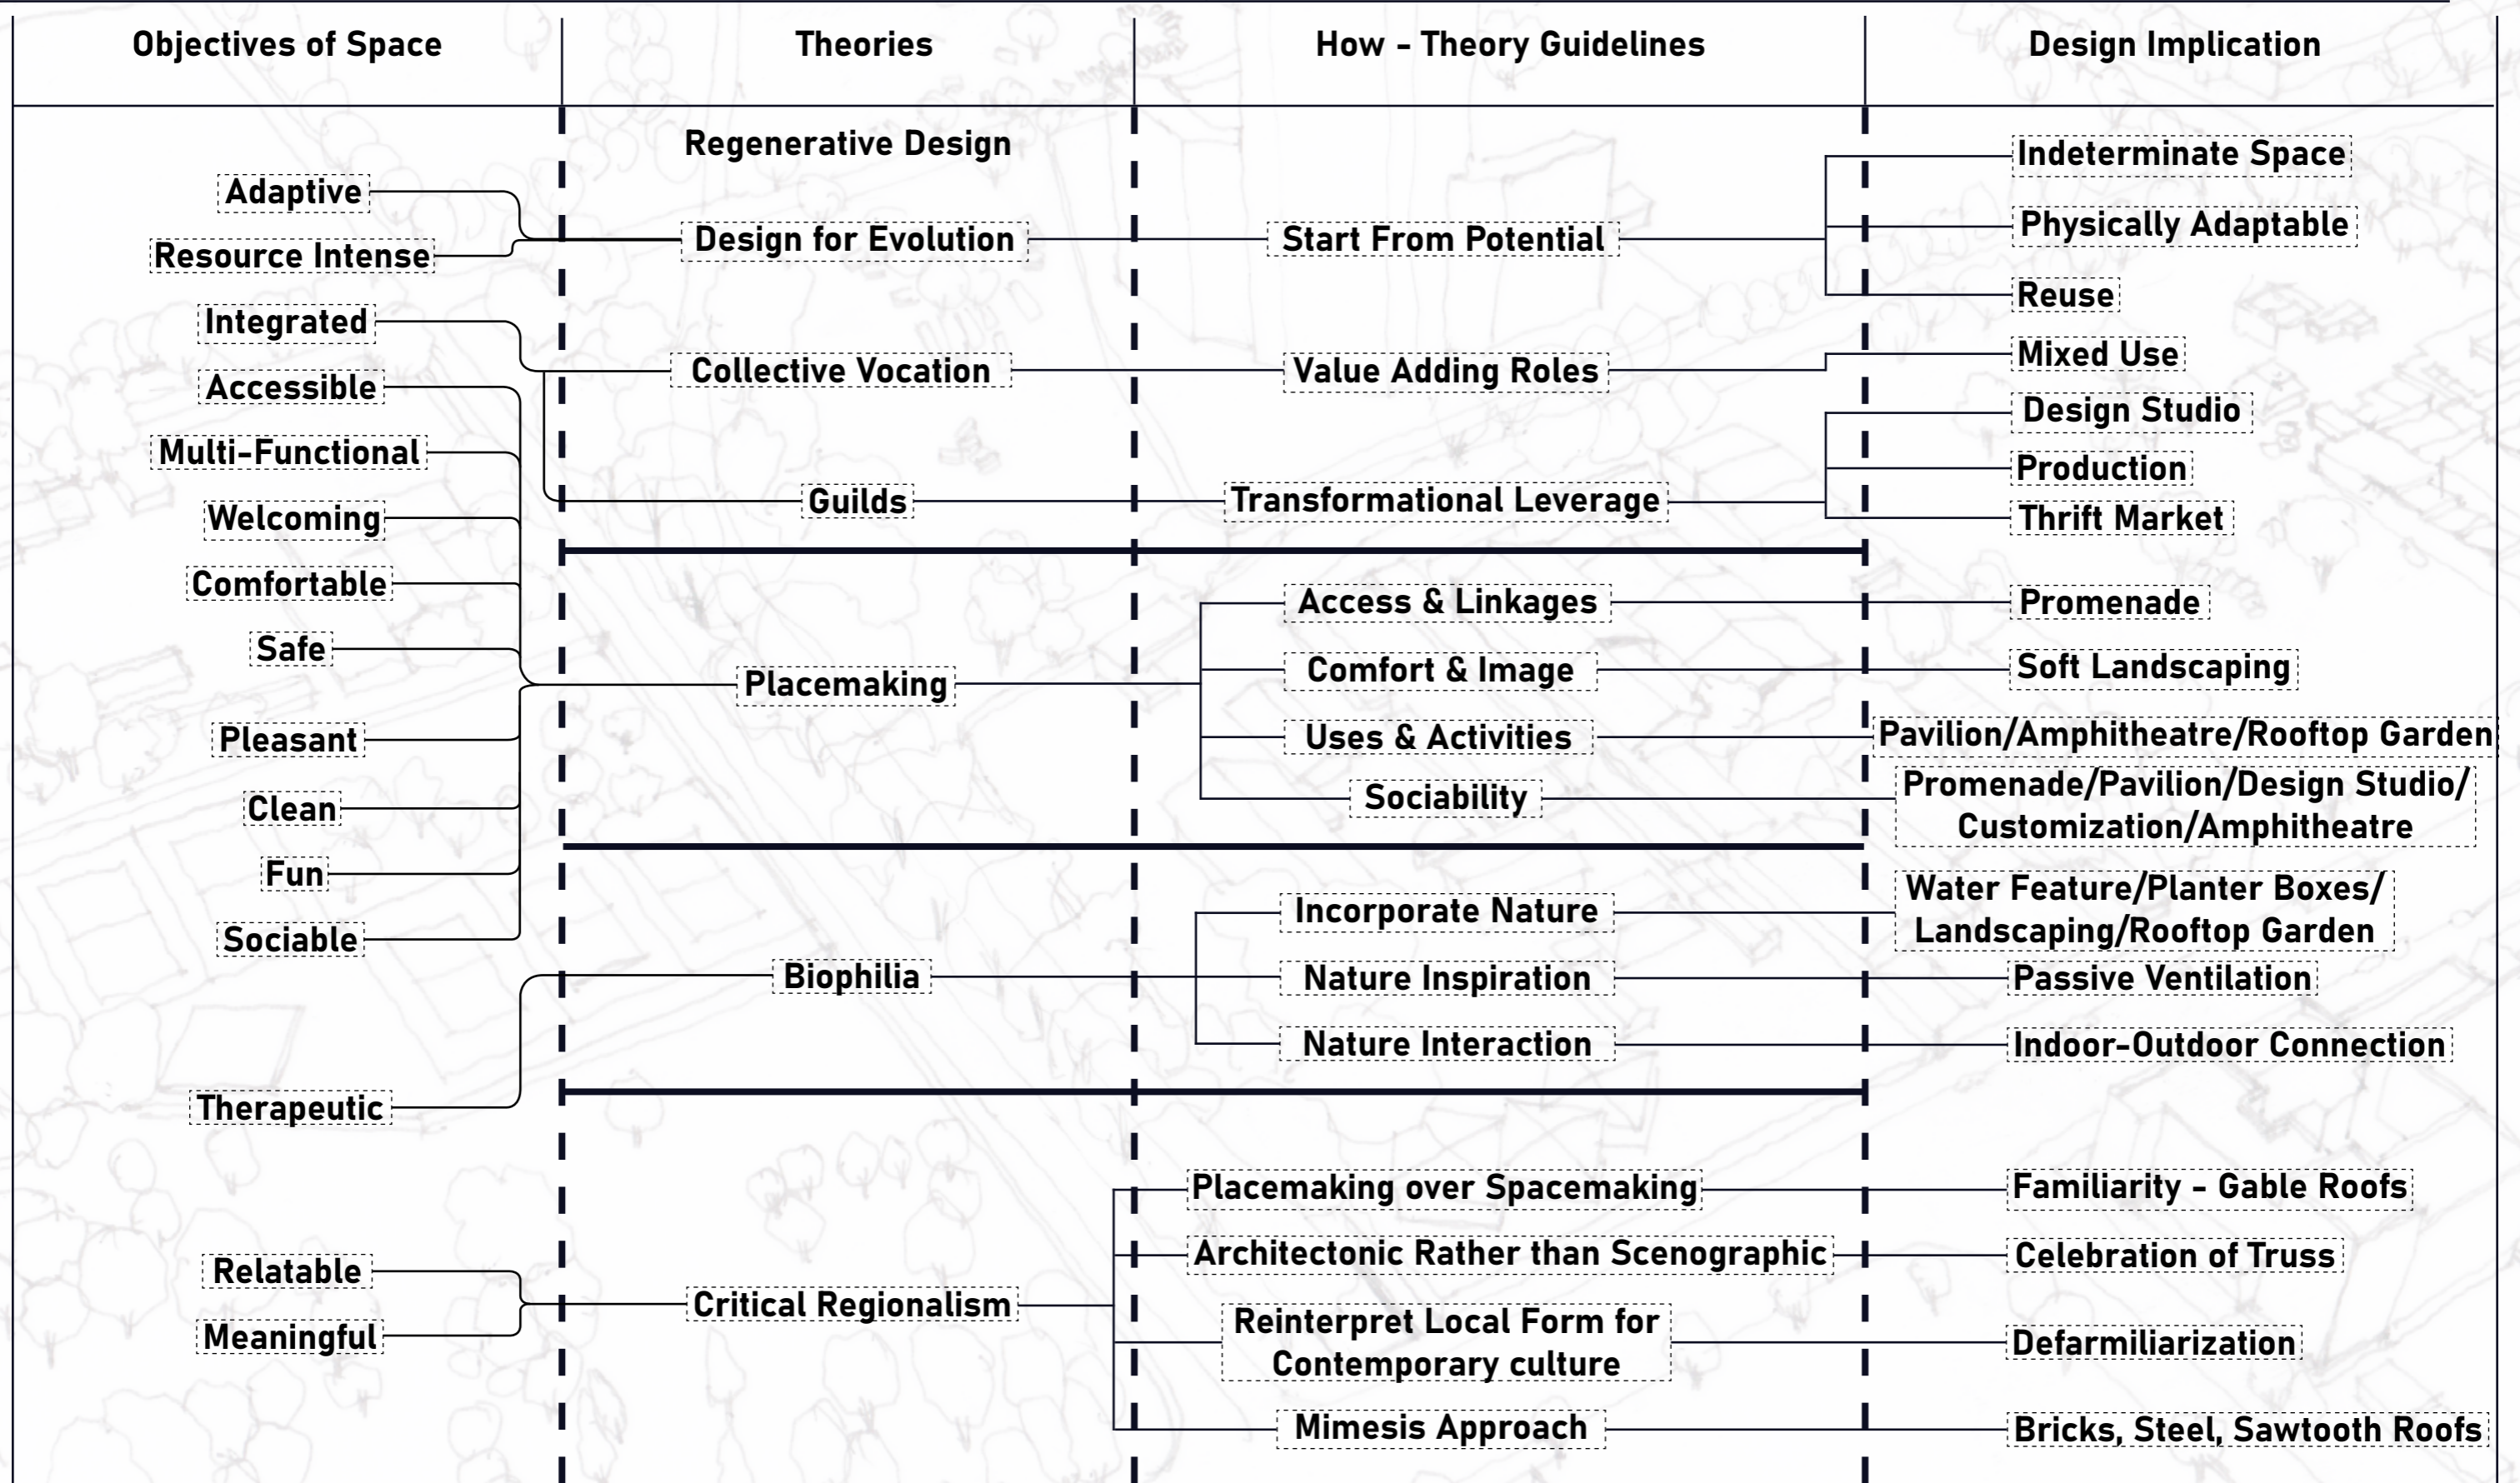 Objectives of Space
Theories
How - Theory Guidelines
Design Implication
Adaptive
Resource Intense
Integrated
Accessible
Multi-Functional
Welcoming
Comfortable
Safe
Pleasant
Clean
Fun
Sociable
Therapeutic
Relatable
Meaningful
Regenerative Design
Design for Evolution
Collective Vocation
Guilds
Placemaking
Biophilia
Critical Regionalism
Start From Potential
Value Adding Roles
Transformational Leverage
Access & Linkages
Comfort & Image
Uses & Activities
Sociability
Incorporate Nature
Nature Inspiration
Nature Interaction
Placemaking over Spacemaking
Architectonic Rather than Scenographic
Reinterpret Local Form for
Contemporary culture
Mimesis Approach
Indeterminate Space
Physically Adaptable
Reuse
Mixed Use
Design Studio
Production
Thrift Market
Promenade
Soft Landscaping
Pavilion/Amphitheatre/Rooftop Garden
Promenade/Pavilion/Design Studio/
Customization/Amphitheatre
Water Feature/Planter Boxes/
Landscaping/Rooftop Garden
Passive Ventilation
Indoor-Outdoor Connection
Familiarity - Gable Roofs
Celebration of Truss
Defarmiliarization
Bricks, Steel, Sawtooth Roofs